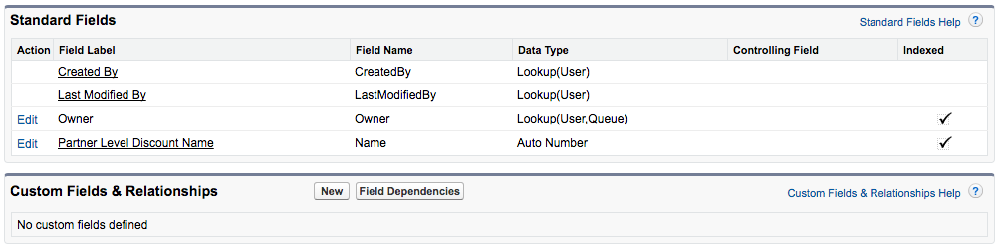 Standard Fields Standard Fields Help ?
Action Field Label Field Name Data Type Controlling Field Indexed
Created By CreatedBy Lookup(User)
Last Modified By LastModifiedBy Lookup(User)
Edit Owner Owner Lookup(User,Queue)
Edit Partner Level Discount Name Name Auto Number
Custom Fields & Relationships New Field Dependencies Custom Fields & Relationships Help ?
No custom fields defined